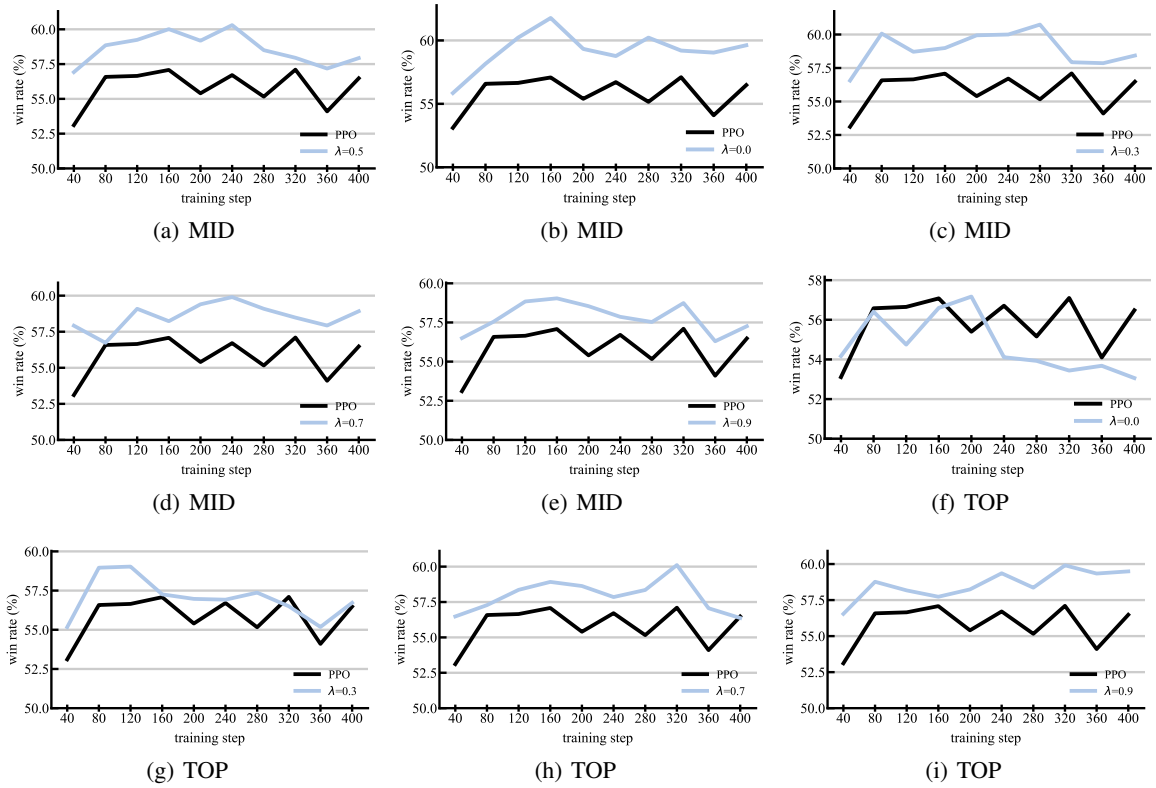 60.0
57.5
55.0
52.5
50.0
win rate (%)
PPO
λ=0.5
40 80 120 160 200 240 280 320 360 400
training step
(a) MID
60
55
50
win rate (%)
PPO
λ=0.0
40 80 120 160 200 240 280 320 360 400
training step
(b) MID
60.0
57.5
55.0
52.5
50.0
win rate (%)
PPO
λ=0.3
40 80 120 160 200 240 280 320 360 400
training step
(c) MID
60.0
57.5
55.0
52.5
50.0
win rate (%)
PPO
λ=0.7
40 80 120 160 200 240 280 320 360 400
training step
(d) MID
60.0
57.5
55.0
52.5
50.0
win rate (%)
PPO
λ=0.9
40 80 120 160 200 240 280 320 360 400
training step
(e) MID
58
56
54
52
50
win rate (%)
PPO
λ=0.0
40 80 120 160 200 240 280 320 360 400
training step
(f) TOP
60.0
57.5
55.0
52.5
50.0
win rate (%)
PPO
λ=0.3
40 80 120 160 200 240 280 320 360 400
training step
(g) TOP
60.0
57.5
55.0
52.5
50.0
win rate (%)
PPO
λ=0.7
40 80 120 160 200 240 280 320 360 400
training step
(h) TOP
60.0
57.5
55.0
52.5
50.0
win rate (%)
PPO
λ=0.9
40 80 120 160 200 240 280 320 360 400
training step
(i) TOP